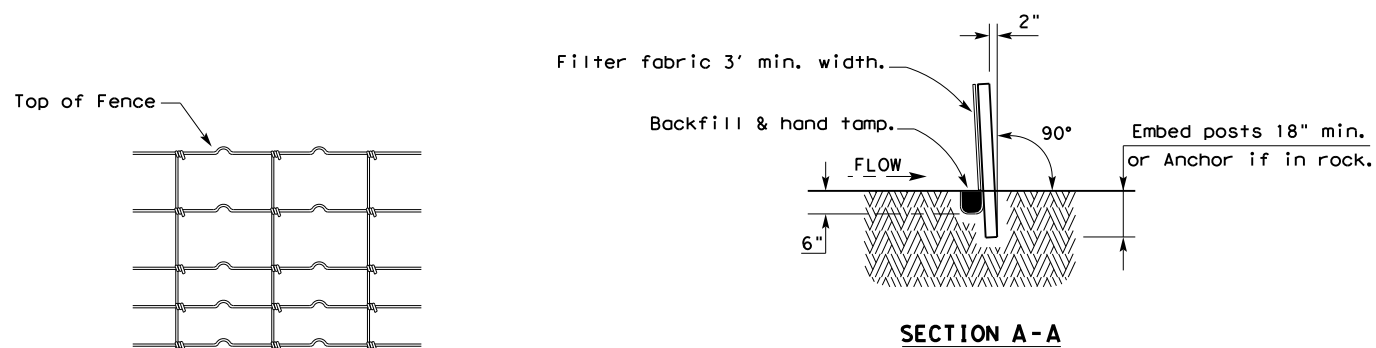 Top of Fence
2"
Filter fabric 3' min. width.
Backfill & hand tamp.
90°
Embed posts 18" min.
or Anchor if in rock.
FLOW
6"
SECTION A-A